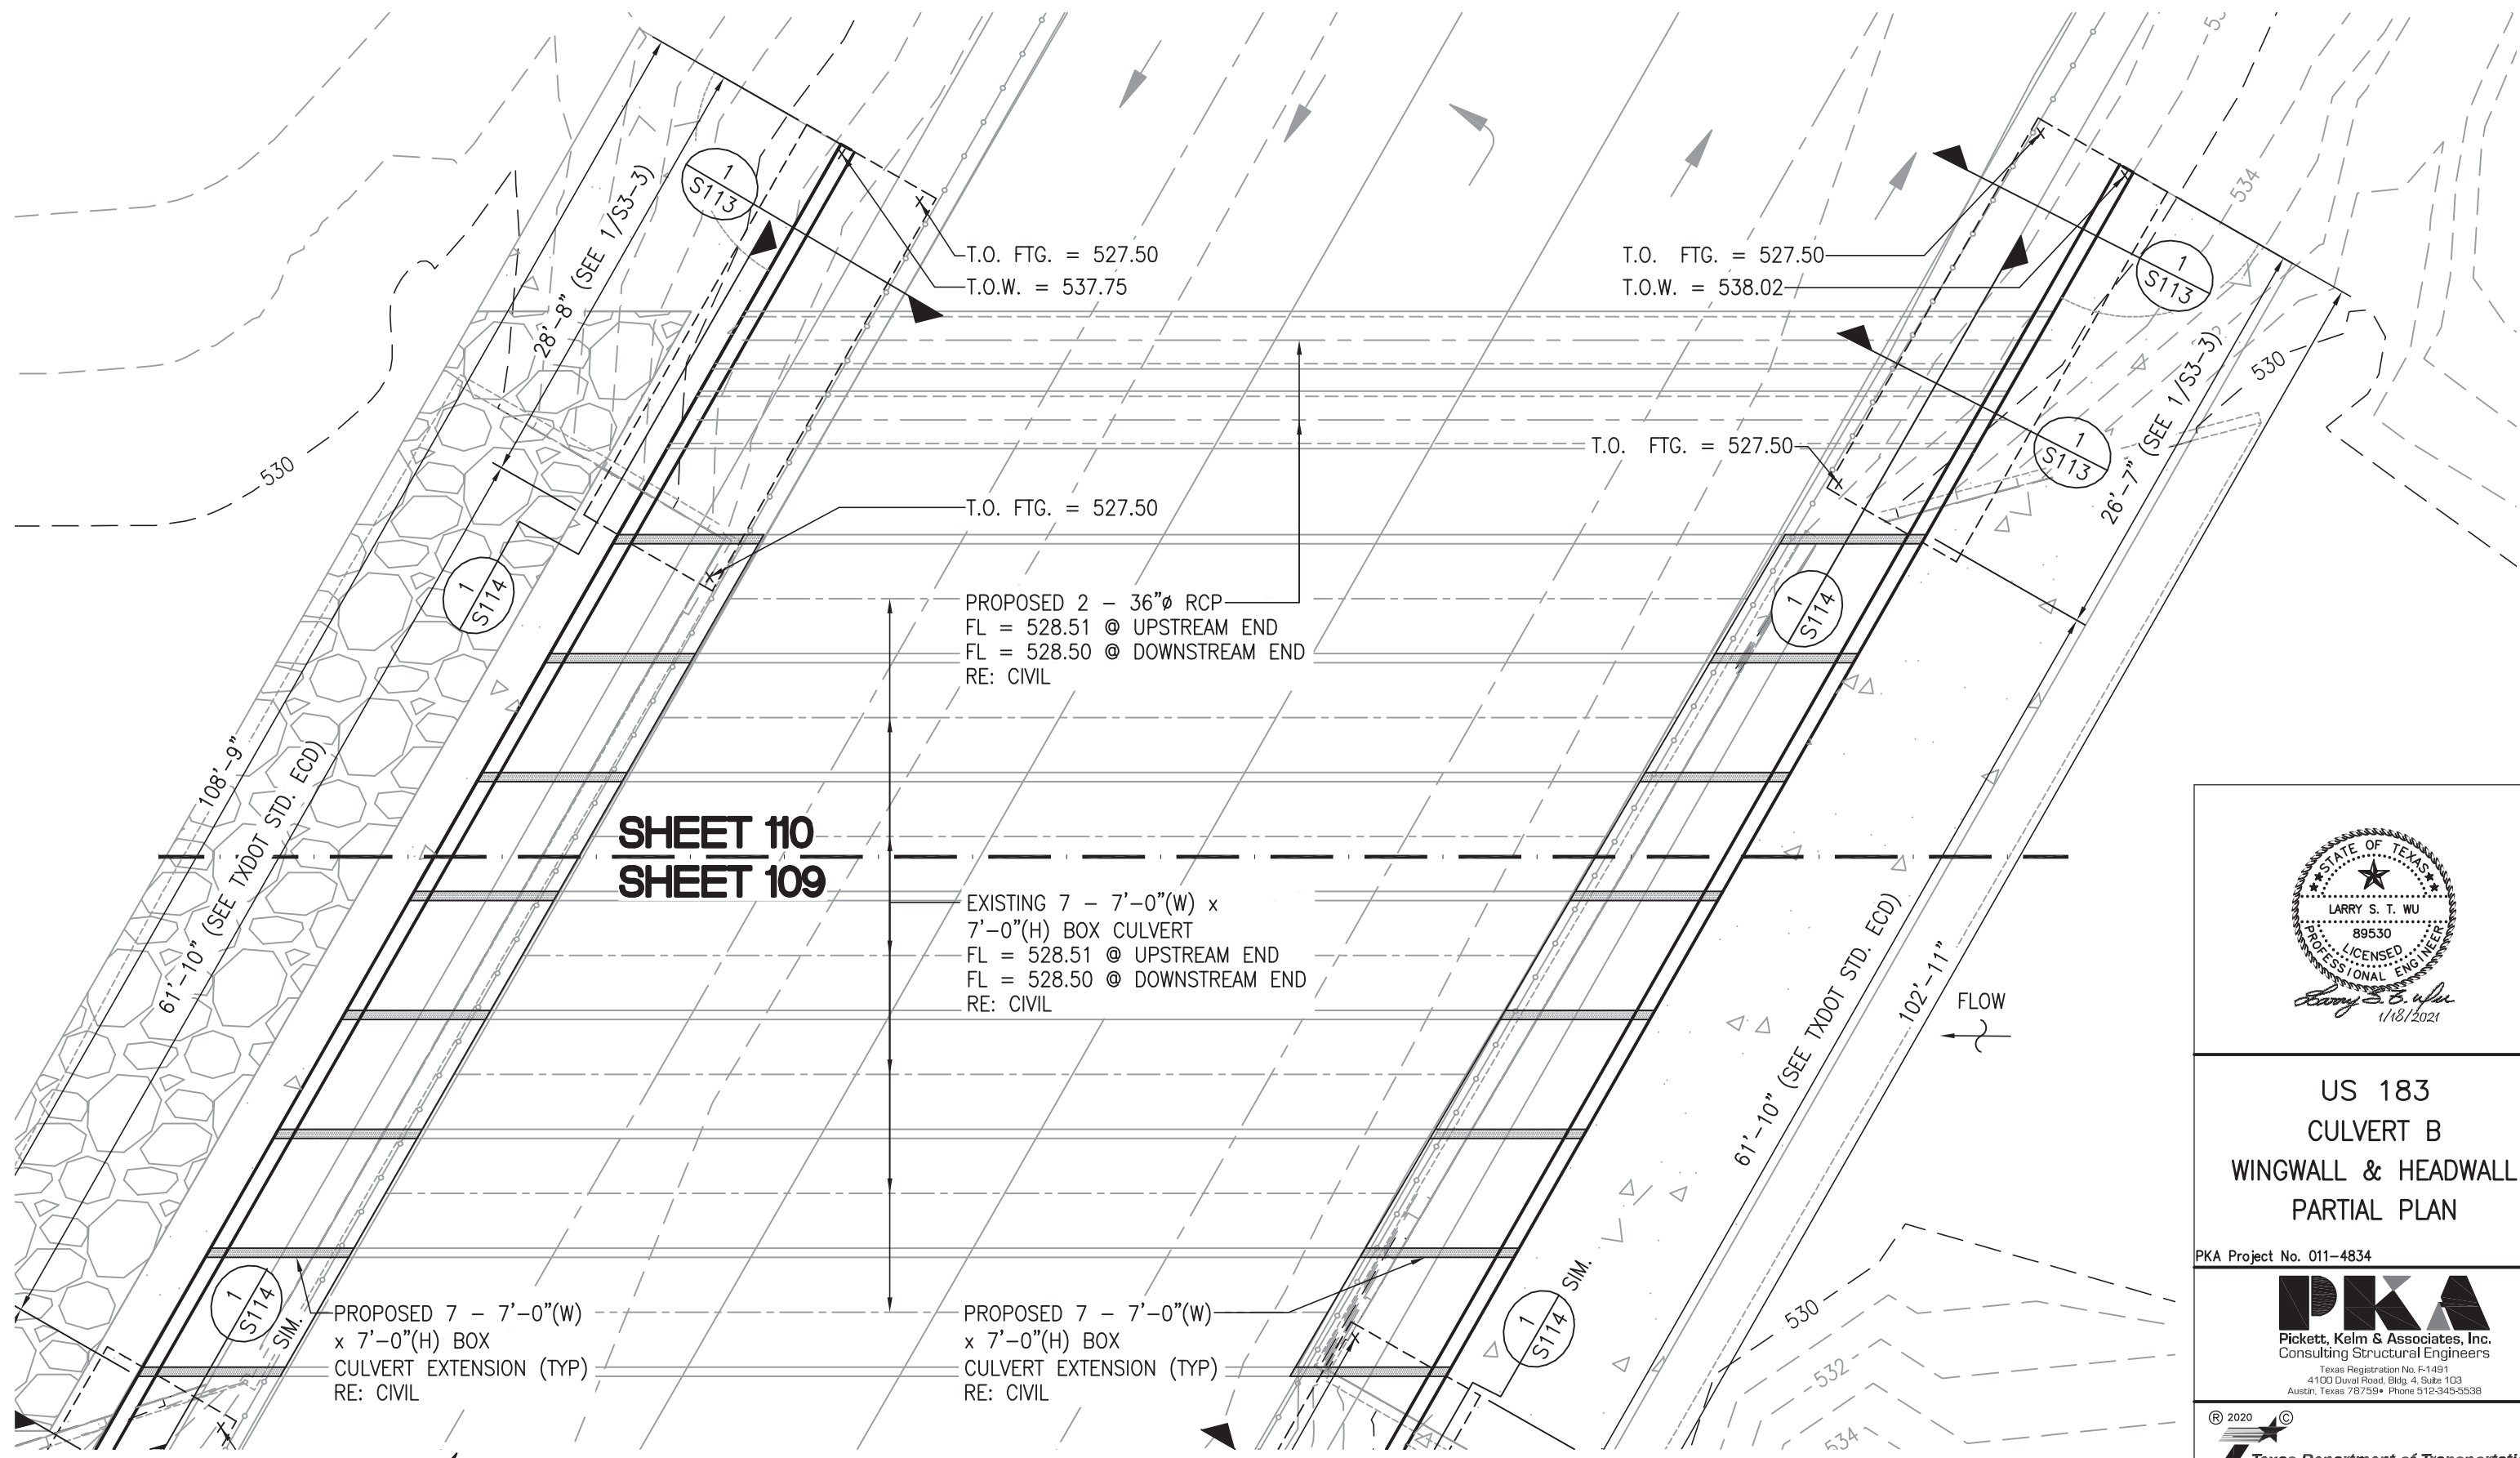 53
534
28'-8" (SEE 1/S3-3)
1
S113
T.O. FTG. = 527.50
T.O.W. = 537.75
T.O. FTG. = 527.50
T.O.W. = 538.02
1
S113
530
530
T.O. FTG. = 527.50
1
S113
26'-7" (SEE 1/S3-3)
T.O. FTG. = 527.50
1
S114
1
S114
PROPOSED 2 - 36"ø RCP
FL = 528.51 @ UPSTREAM END
FL = 528.50 @ DOWNSTREAM END
RE: CIVIL
108'-9"
61'-10" (SEE TXDOT STD. ECD)
SHEET 110
SHEET 109
EXISTING 7 - 7'-0"(W) x
7'-0"(H) BOX CULVERT
FL = 528.51 @ UPSTREAM END
FL = 528.50 @ DOWNSTREAM END
RE: CIVIL
61'-10" (SEE TXDOT STD. ECD)
102'-11"
FLOW
1
S114
SIM.
PROPOSED 7 - 7'-0"(W)
x 7'-0"(H) BOX
CULVERT EXTENSION (TYP)
RE: CIVIL
PROPOSED 7 - 7'-0"(W)
x 7'-0"(H) BOX
CULVERT EXTENSION (TYP)
RE: CIVIL
1
S114
SIM.
530
532
534
STATE OF TEXAS
LARRY S. T. WU
89530
LICENSED
PROFESSIONAL ENGINEER
Larry S. T. Wu
1/18/2021
US 183
CULVERT B
WINGWALL & HEADWALL
PARTIAL PLAN
PKA Project No. 011-4834
PKA
Pickett, Kelm & Associates, Inc.
Consulting Structural Engineers
Texas Registration No. F-1491
4100 Duval Road, Bldg. 4, Suite 103
Austin, Texas 78759• Phone 512-345-5538
® 2020 ©
Texas Department of Transportati